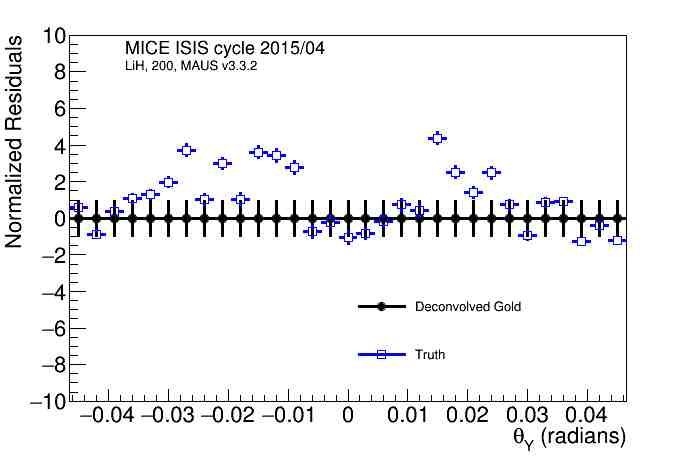 Normalized Residuals
10
8
6
4
2
0
−2
−4
−6
−8
−10
MICE ISIS cycle 2015/04
LiH, 200, MAUS v3.3.2
Deconvolved Gold
Truth
−0.04 −0.03 −0.02 −0.01 0 0.01 0.02 0.03 0.04
θY (radians)